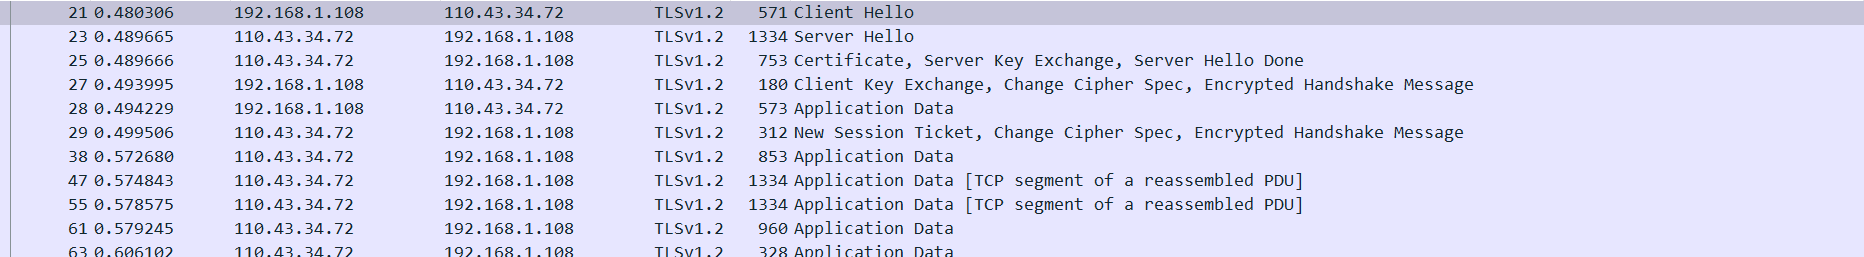 21 0.480306 192.168.1.108 110.43.34.72 TLSv1.2 571 Client Hello
23 0.489665 110.43.34.72 192.168.1.108 TLSv1.2 1334 Server Hello
25 0.489666 110.43.34.72 192.168.1.108 TLSv1.2 753 Certificate, Server Key Exchange, Server Hello Done
27 0.493995 192.168.1.108 110.43.34.72 TLSv1.2 180 Client Key Exchange, Change Cipher Spec, Encrypted Handshake Message
28 0.494229 192.168.1.108 110.43.34.72 TLSv1.2 573 Application Data
29 0.499506 110.43.34.72 192.168.1.108 TLSv1.2 312 New Session Ticket, Change Cipher Spec, Encrypted Handshake Message
38 0.572680 110.43.34.72 192.168.1.108 TLSv1.2 853 Application Data
47 0.574843 110.43.34.72 192.168.1.108 TLSv1.2 1334 Application Data [TCP segment of a reassembled PDU]
55 0.578575 110.43.34.72 192.168.1.108 TLSv1.2 1334 Application Data [TCP segment of a reassembled PDU]
61 0.579245 110.43.34.72 192.168.1.108 TLSv1.2 960 Application Data
63 0.606102 110.43.34.72 192.168.1.108 TLSv1.2 328 Application Data